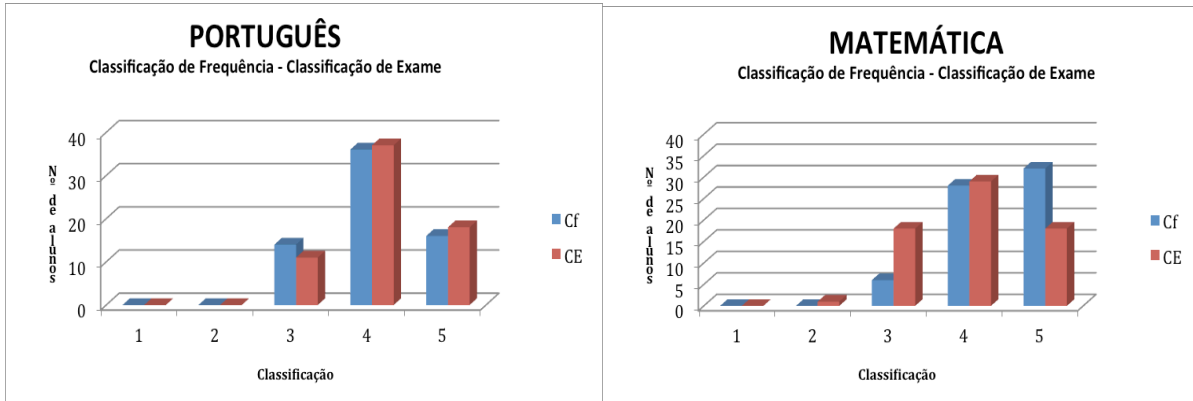 PORTUGUÊS
Classificação de Frequência - Classificação de Exame
40
30
20
10
0
Nº de alunos
1 2 3 4 5
Classificação
Cf
CE
MATEMÁTICA
Classificação de Frequência - Classificação de Exame
40
35
30
25
20
15
10
5
0
Nº de alunos
1 2 3 4 5
Classificação
Cf
CE